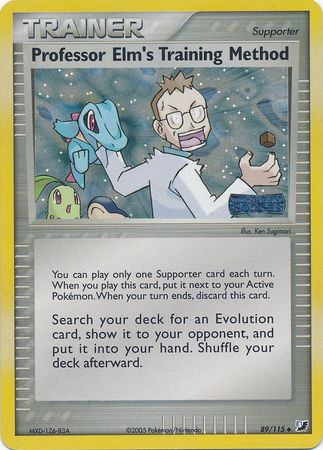 TRAINER
Supporter
Professor Elm's Training Method
Illus. Ken Sugimori
You can play only one Supporter card each turn.
When you play this card, put it next to your Active
Pokémon. When your turn ends, discard this card.
Search your deck for an Evolution
card, show it to your opponent, and
put it into your hand. Shuffle your
deck afterward.
MXD-1Z6-B3A
©2005 Pokémon/Nintendo
89/115